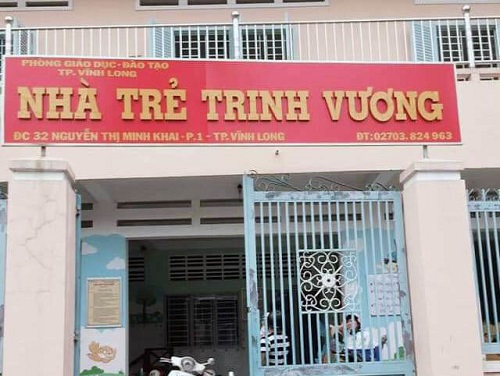 PHÒNG GIÁO DỤC-ĐÀO TẠO
TP.VĨNH LONG
NHÀ TRẺ TRINH VƯƠNG
ĐC 32 NGUYỄN THỊ MINH KHAI - P.1 - TP.VĨNH LONG ĐT:02703.824 963